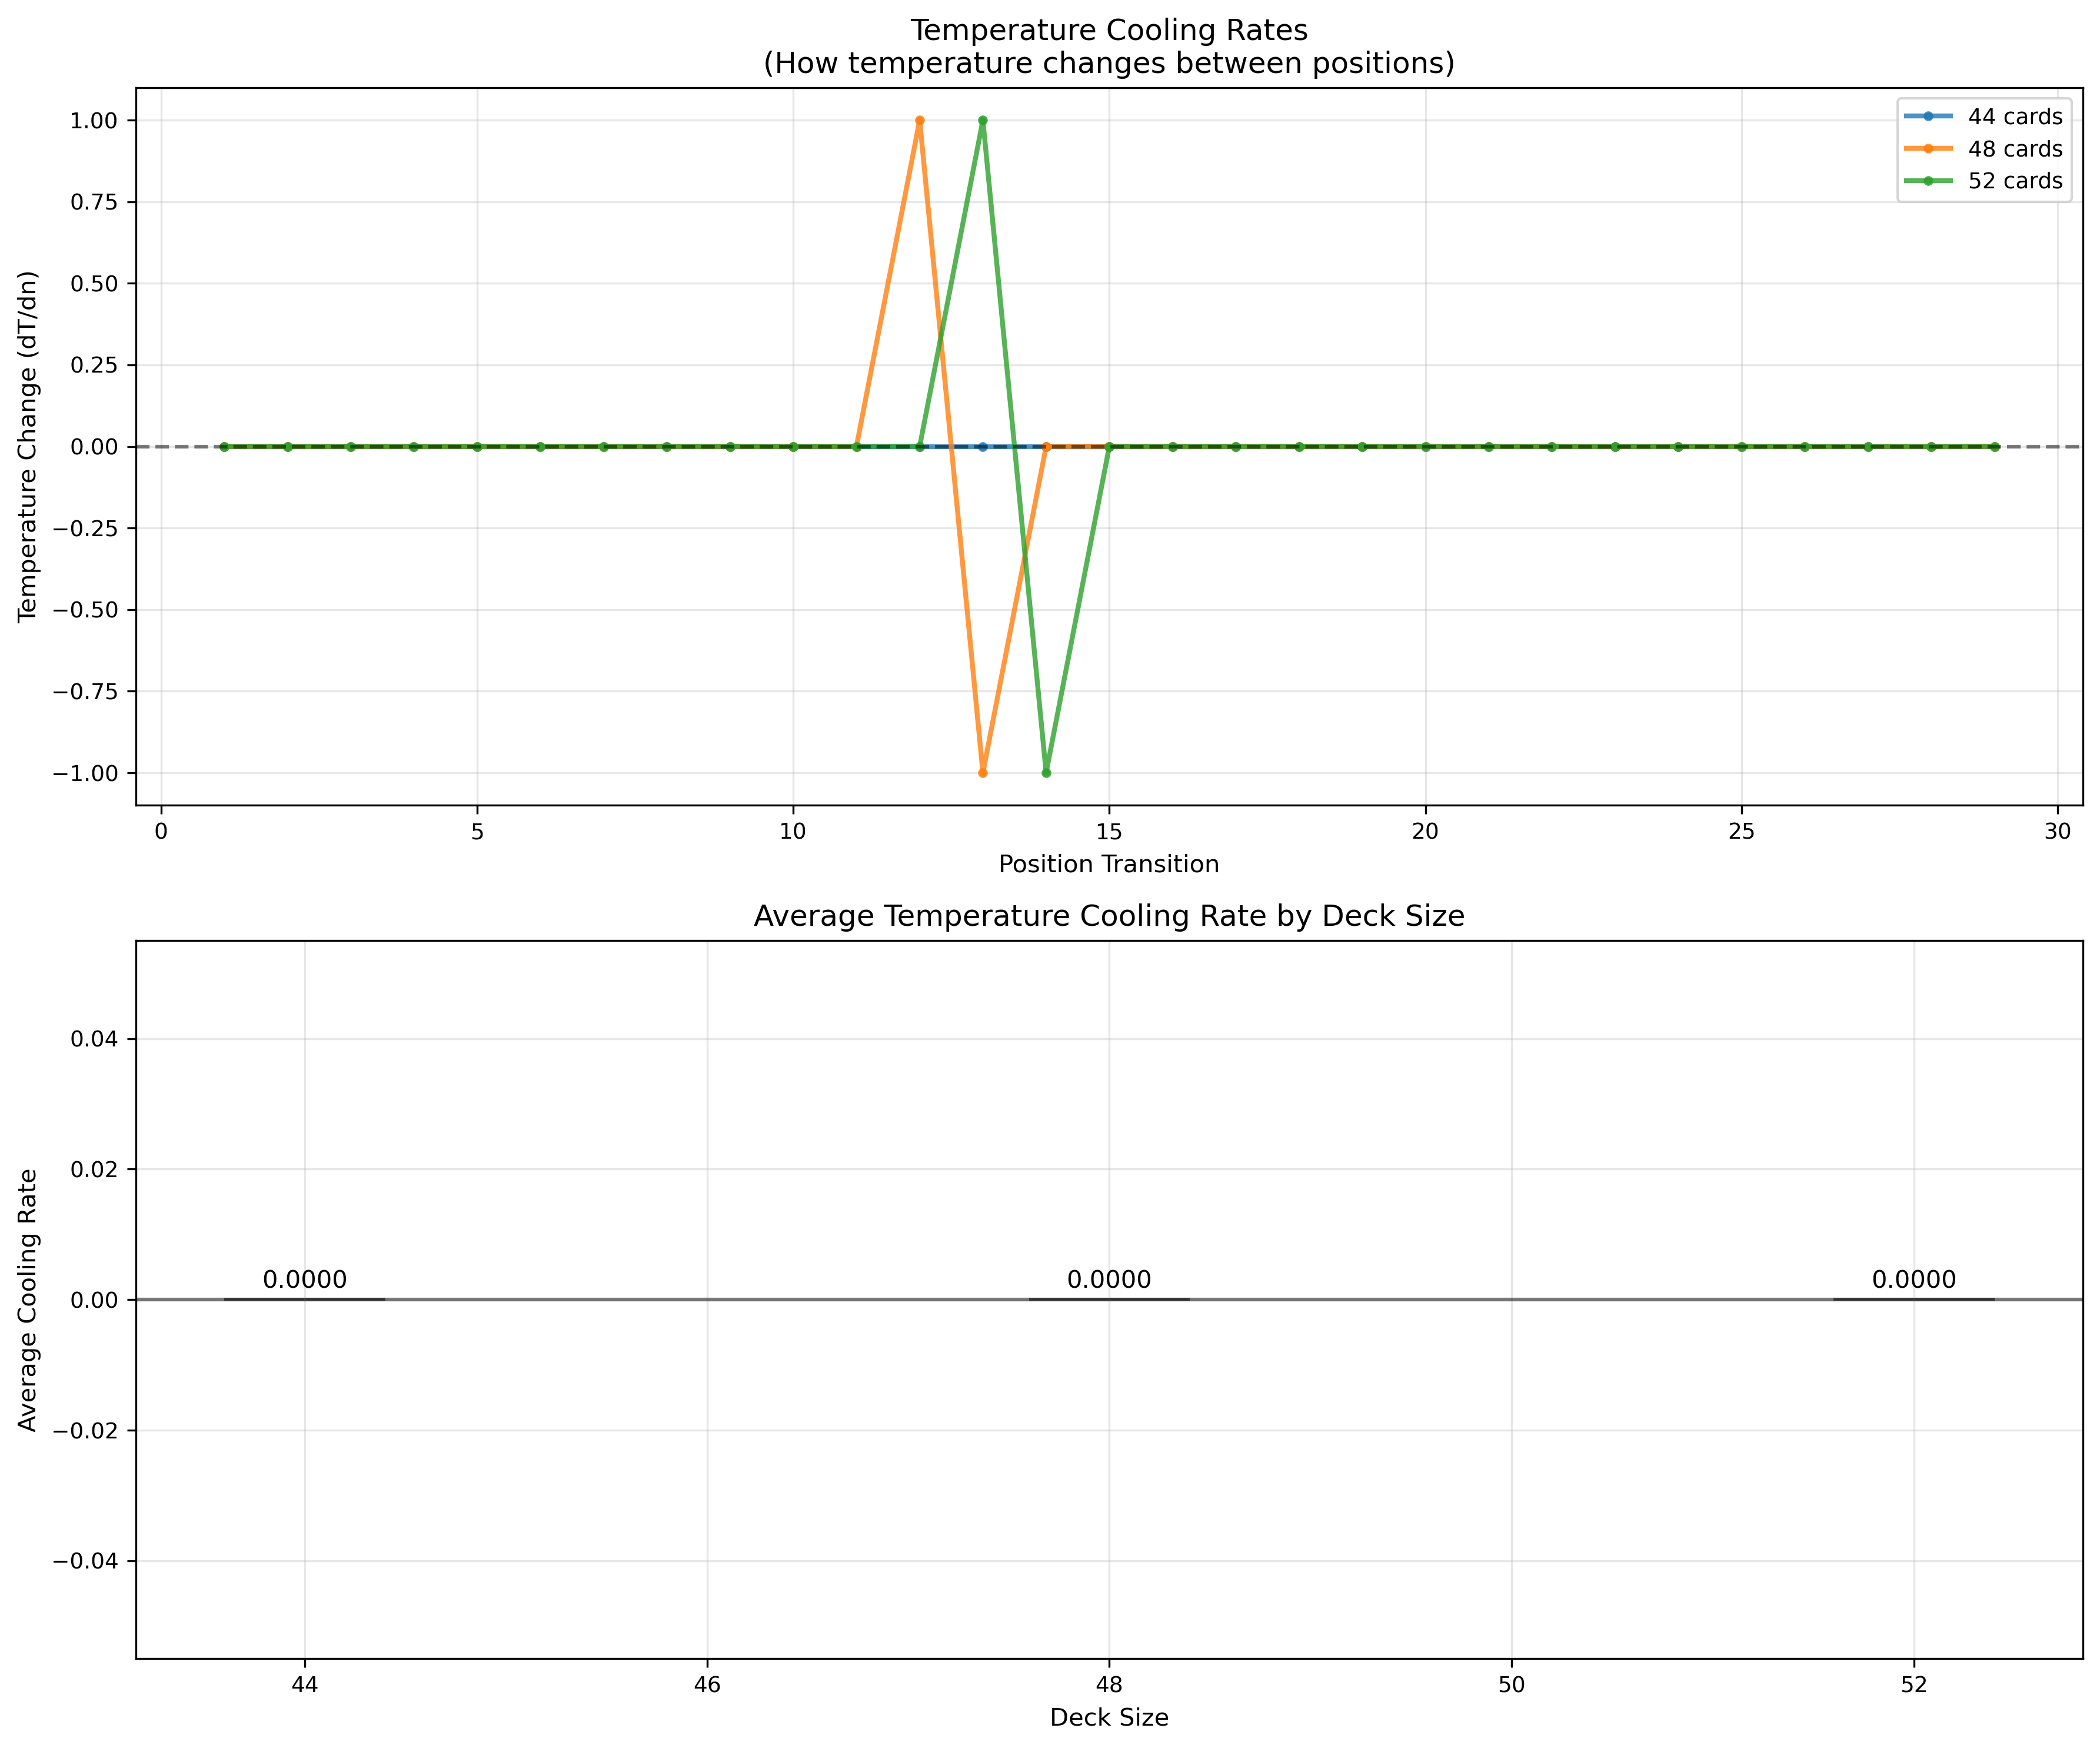 Temperature Cooling Rates
(How temperature changes between positions)
1.00
0.75
0.50
0.25
0.00
−0.25
−0.50
−0.75
−1.00
Temperature Change (dT/dn)
44 cards
48 cards
52 cards
0 5 10 15 20 25 30
Position Transition
Average Temperature Cooling Rate by Deck Size
0.04
0.02
0.00
−0.02
−0.04
Average Cooling Rate
0.0000 0.0000 0.0000
44 46 48 50 52
Deck Size